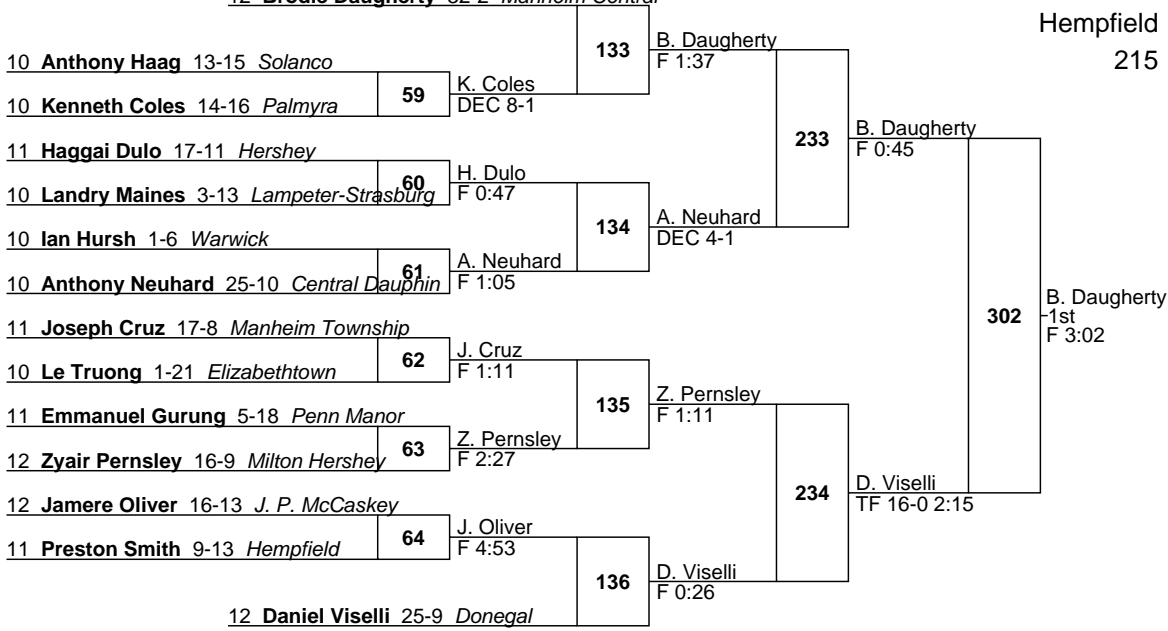 12 Brodie Daugherty 32-2 Manheim Central
Hempfield
215
133
B. Daugherty
F 1:37
10 Anthony Haag 13-15 Solanco
59
K. Coles
DEC 8-1
10 Kenneth Coles 14-16 Palmyra
233
B. Daugherty
F 0:45
11 Haggai Dulo 17-11 Hershey
60
H. Dulo
F 0:47
10 Landry Maines 3-13 Lampeter-Strasburg
134
A. Neuhard
DEC 4-1
10 Ian Hursh 1-6 Warwick
61
A. Neuhard
F 1:05
10 Anthony Neuhard 25-10 Central Dauphin
302
B. Daugherty
1st
F 3:02
11 Joseph Cruz 17-8 Manheim Township
62
J. Cruz
F 1:11
10 Le Truong 1-21 Elizabethtown
135
Z. Pernsley
F 1:11
11 Emmanuel Gurung 5-18 Penn Manor
63
Z. Pernsley
F 2:27
12 Zyair Pernsley 16-9 Milton Hershey
234
D. Viselli
TF 16-0 2:15
12 Jamere Oliver 16-13 J. P. McCaskey
64
J. Oliver
F 4:53
11 Preston Smith 9-13 Hempfield
136
D. Viselli
F 0:26
12 Daniel Viselli 25-9 Donegal